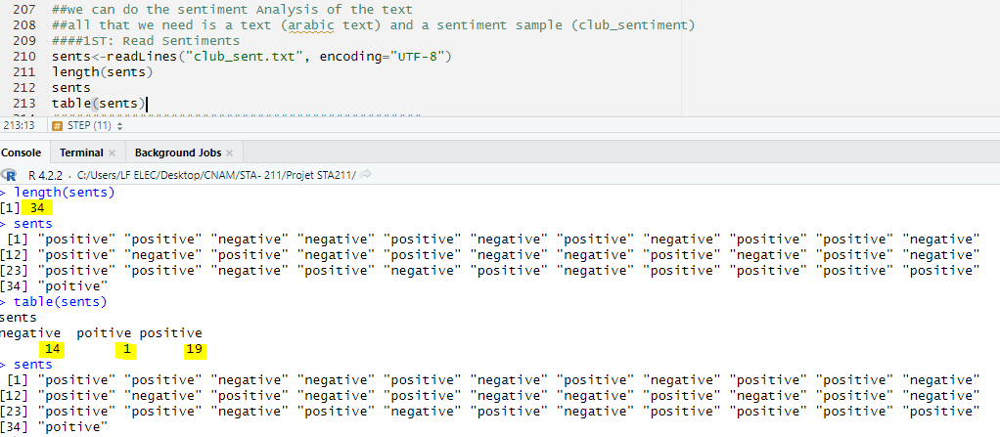 207 ##we can do the sentiment Analysis of the text
208 ##all that we need is a text (arabic text) and a sentiment sample (club_sentiment)
209 ####1ST: Read Sentiments
210 sents<-readLines("club_sent.txt", encoding="UTF-8")
211 length(sents)
212 sents
213 table(sents)
213:13 # STEP (11)
Console Terminal × Background Jobs ×
R R 4.2.2 · C:/Users/LF ELEC/Desktop/CNAM/STA- 211/Projet STA211/
> length(sents)
[1] 34
> sents
[1] "positive" "positive" "negative" "negative" "positive" "negative" "positive" "negative" "positive" "positive" "negative"
[12] "positive" "negative" "positive" "negative" "negative" "negative" "positive" "negative" "positive" "positive" "negative"
[23] "positive" "positive" "negative" "positive" "negative" "positive" "negative" "positive" "positive" "positive" "positive"
[34] "poitive"
> table(sents)
sents
negative poitive positive
14 1 19
> sents
[1] "positive" "positive" "negative" "negative" "positive" "negative" "positive" "negative" "positive" "positive" "negative"
[12] "positive" "negative" "positive" "negative" "negative" "negative" "positive" "negative" "positive" "positive" "negative"
[23] "positive" "positive" "negative" "positive" "negative" "positive" "negative" "positive" "positive" "positive" "positive"
[34] "poitive"